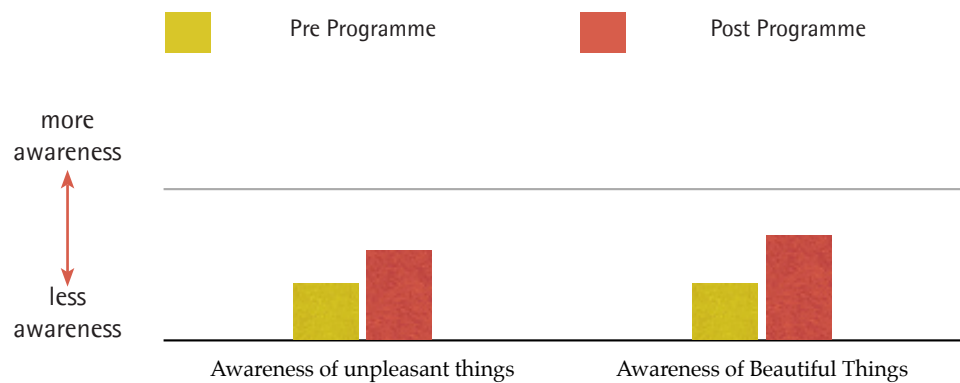 Pre Programme
Post Programme
more
awareness
less
awareness
Awareness of unpleasant things
Awareness of Beautiful Things